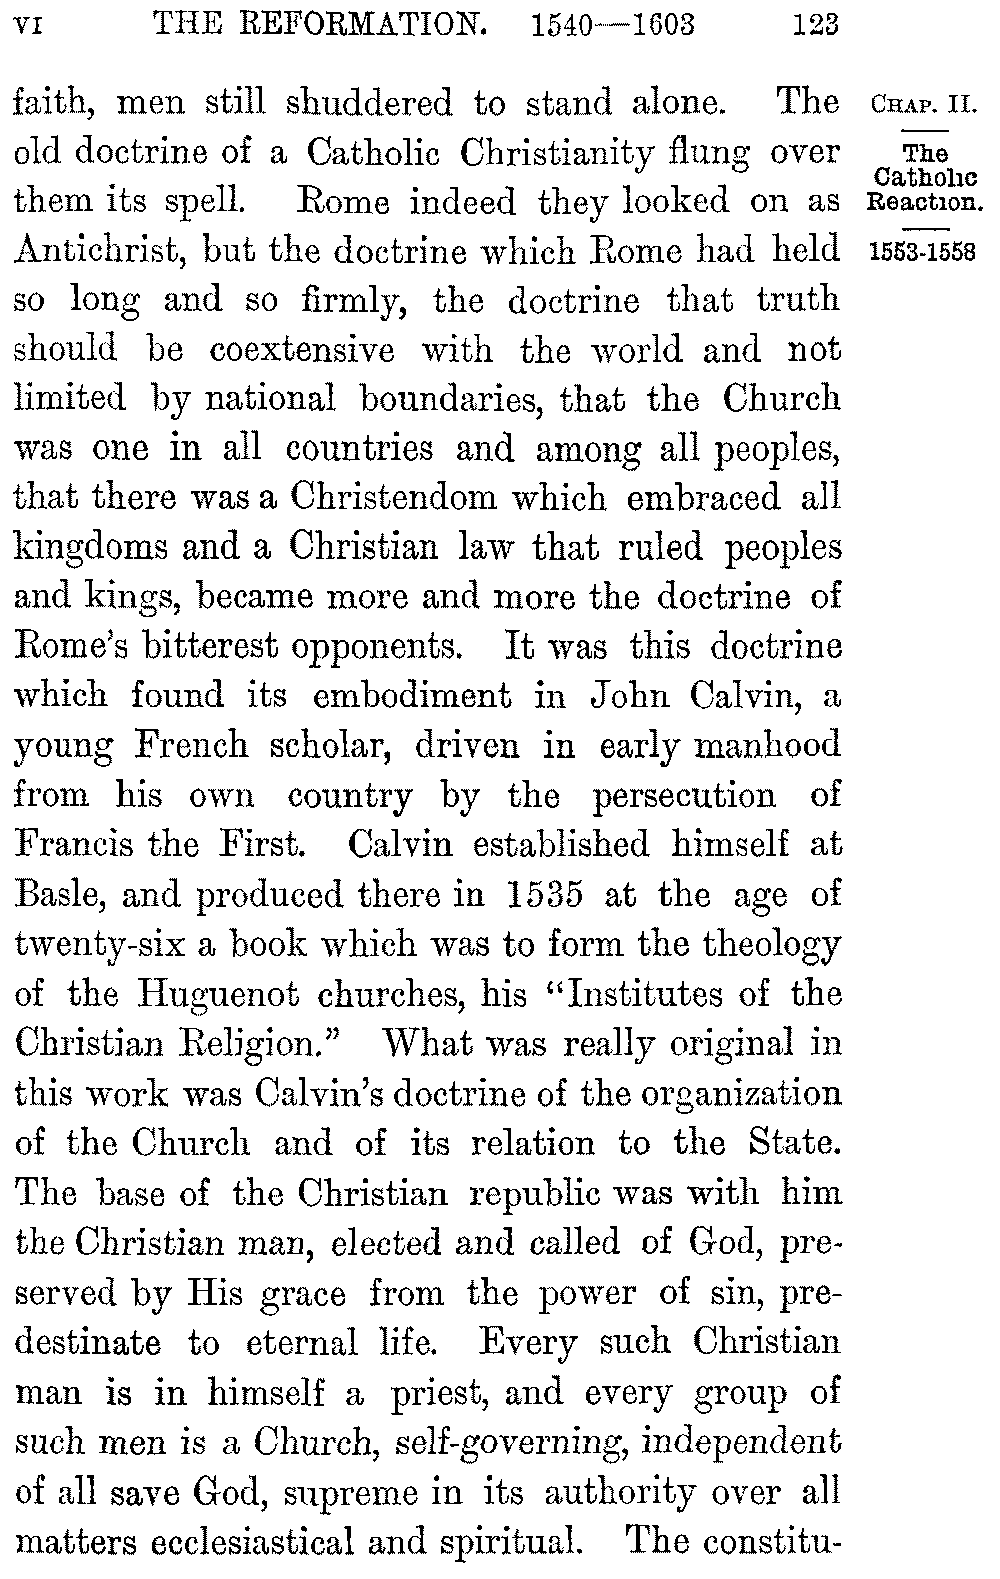 VI THE REFORMATION. 1540—1603 123
faith, men still shuddered to stand alone. The
old doctrine of a Catholic Christianity flung over
them its spell. Rome indeed they looked on as
Antichrist, but the doctrine which Rome had held
so long and so firmly, the doctrine that truth
should be coextensive with the world and not
limited by national boundaries, that the Church
was one in all countries and among all peoples,
that there was a Christendom which embraced all
kingdoms and a Christian law that ruled peoples
and kings, became more and more the doctrine of
Rome's bitterest opponents. It was this doctrine
which found its embodiment in John Calvin, a
young French scholar, driven in early manhood
from his own country by the persecution of
Francis the First. Calvin established himself at
Basle, and produced there in 1535 at the age of
twenty-six a book which was to form the theology
of the Huguenot churches, his “Institutes of the
Christian Religion.” What was really original in
this work was Calvin's doctrine of the organization
of the Church and of its relation to the State.
The base of the Christian republic was with him
the Christian man, elected and called of God, pre-
served by His grace from the power of sin, pre-
destinate to eternal life. Every such Christian
man is in himself a priest, and every group of
such men is a Church, self-governing, independent
of all save God, supreme in its authority over all
matters ecclesiastical and spiritual. The constitu-
CHAP. II.
The
Catholic
Reaction.
1553-1558